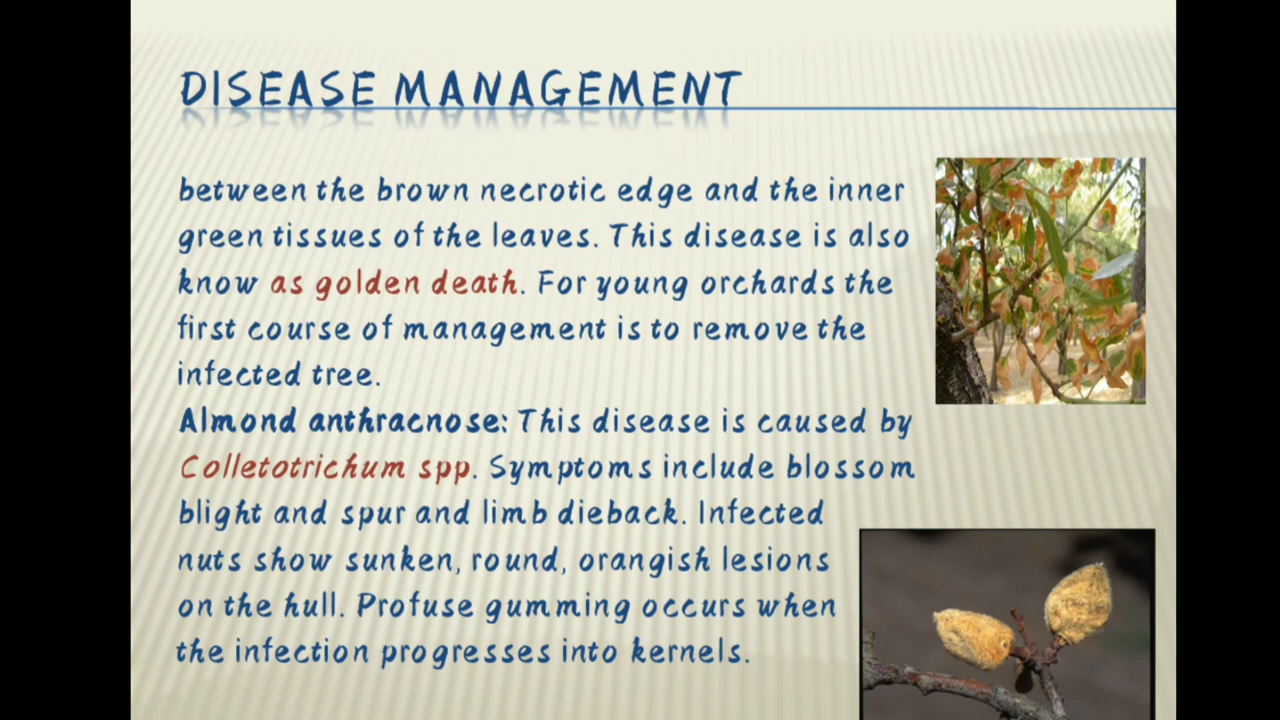 DISEASE MANAGEMENT
between the brown necrotic edge and the inner
green tissues of the leaves. This disease is also
know as golden death. For young orchards the
first course of management is to remove the
infected tree.
Almond anthracnose: This disease is caused by
Colletotrichum spp. Symptoms include blossom
blight and spur and limb dieback. Infected
nuts show sunken, round, orangish lesions
on the hull. Profuse gumming occurs when
the infection progresses into kernels.